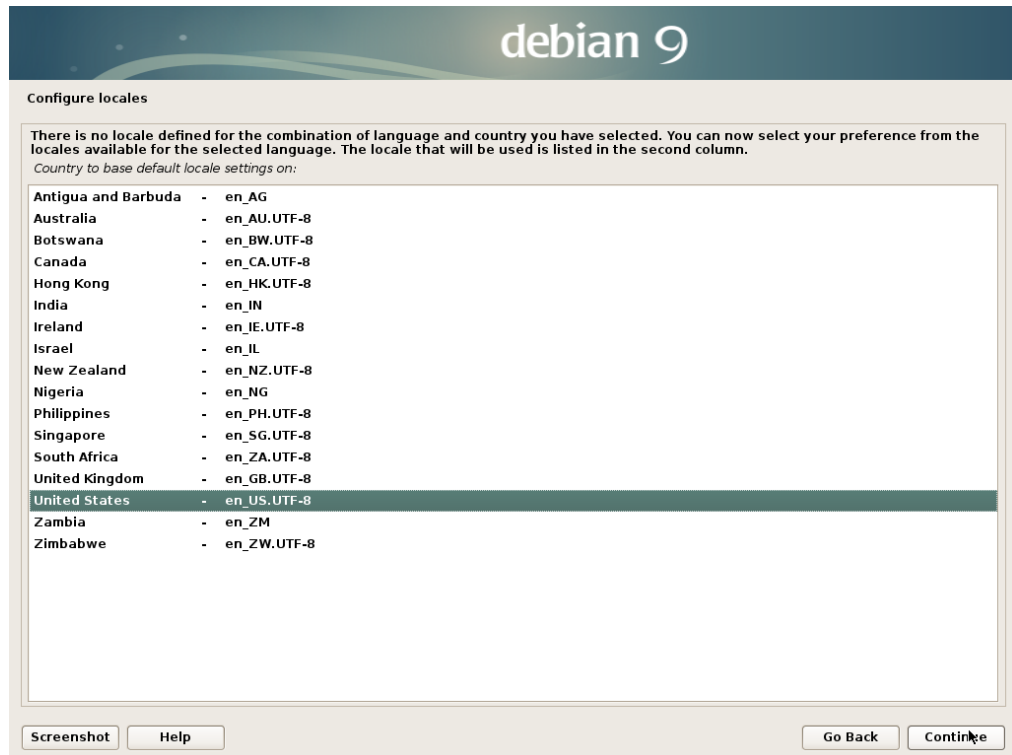 debian 9
Configure locales
There is no locale defined for the combination of language and country you have selected. You can now select your preference from the
locales available for the selected language. The locale that will be used is listed in the second column.
Country to base default locale settings on:
Antigua and Barbuda - en_AG
Australia - en_AU.UTF-8
Botswana - en_BW.UTF-8
Canada - en_CA.UTF-8
Hong Kong - en_HK.UTF-8
India - en_IN
Ireland - en_IE.UTF-8
Israel - en_IL
New Zealand - en_NZ.UTF-8
Nigeria - en_NG
Philippines - en_PH.UTF-8
Singapore - en_SG.UTF-8
South Africa - en_ZA.UTF-8
United Kingdom - en_GB.UTF-8
United States - en_US.UTF-8
Zambia - en_ZM
Zimbabwe - en_ZW.UTF-8
Screenshot Help Go Back Continue